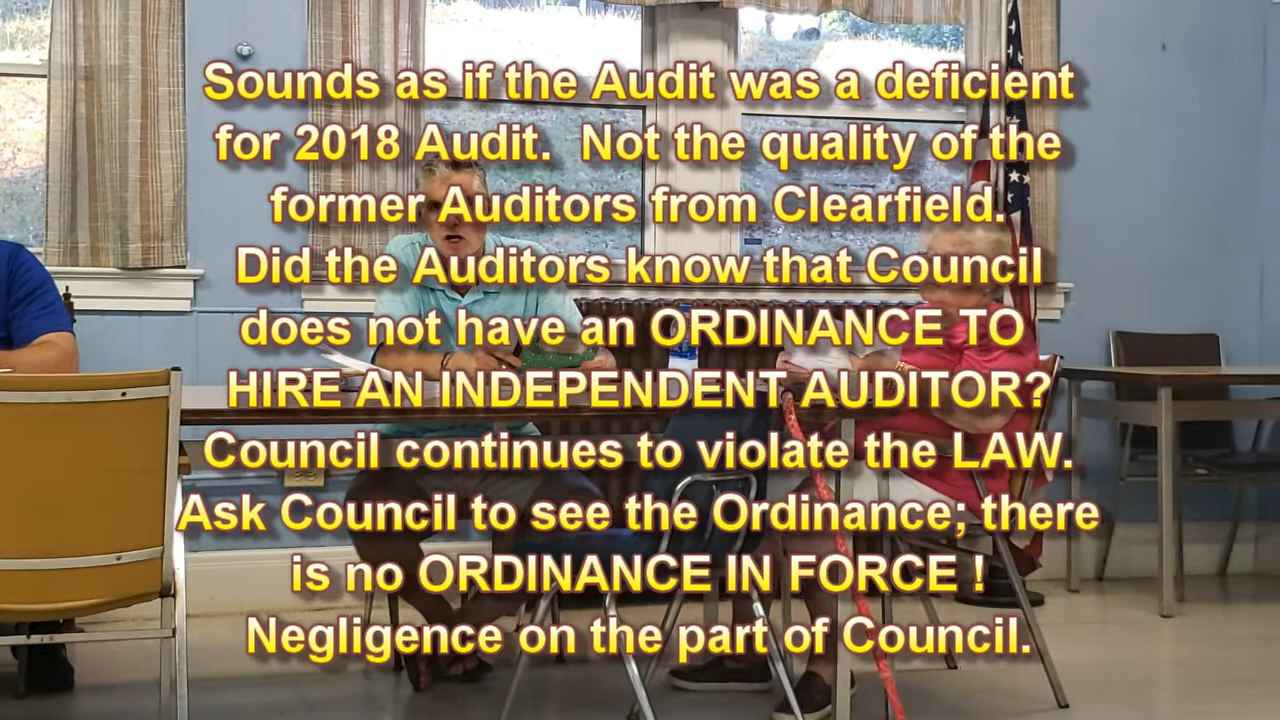 Sounds as if the Audit was a deficient
for 2018 Audit.  Not the quality of the
former Auditors from Clearfield.
Did the Auditors know that Council
does not have an ORDINANCE TO
HIRE AN INDEPENDENT AUDITOR?
Council continues to violate the LAW.
Ask Council to see the Ordinance; there
is no ORDINANCE IN FORCE !
Negligence on the part of Council.